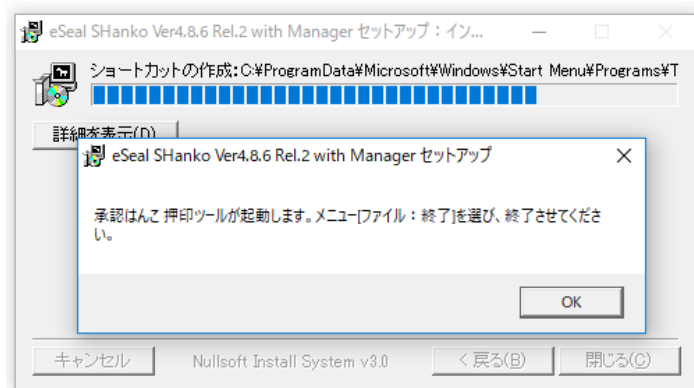 eSeal SHanko Ver4.8.6 Rel.2 with Manager セットアップ：イン...
ショートカットの作成: C:¥ProgramData¥Microsoft¥Windows¥Start Menu¥Programs¥T
詳細を表示(D)
eSeal SHanko Ver4.8.6 Rel.2 with Manager セットアップ
承認はんこ 押印ツールが起動します。メニュー[ファイル：終了]を選び、終了させてくださ
い。
OK
キャンセル
Nullsoft Install System v3.0
< 戻る(B)
閉じる(C)